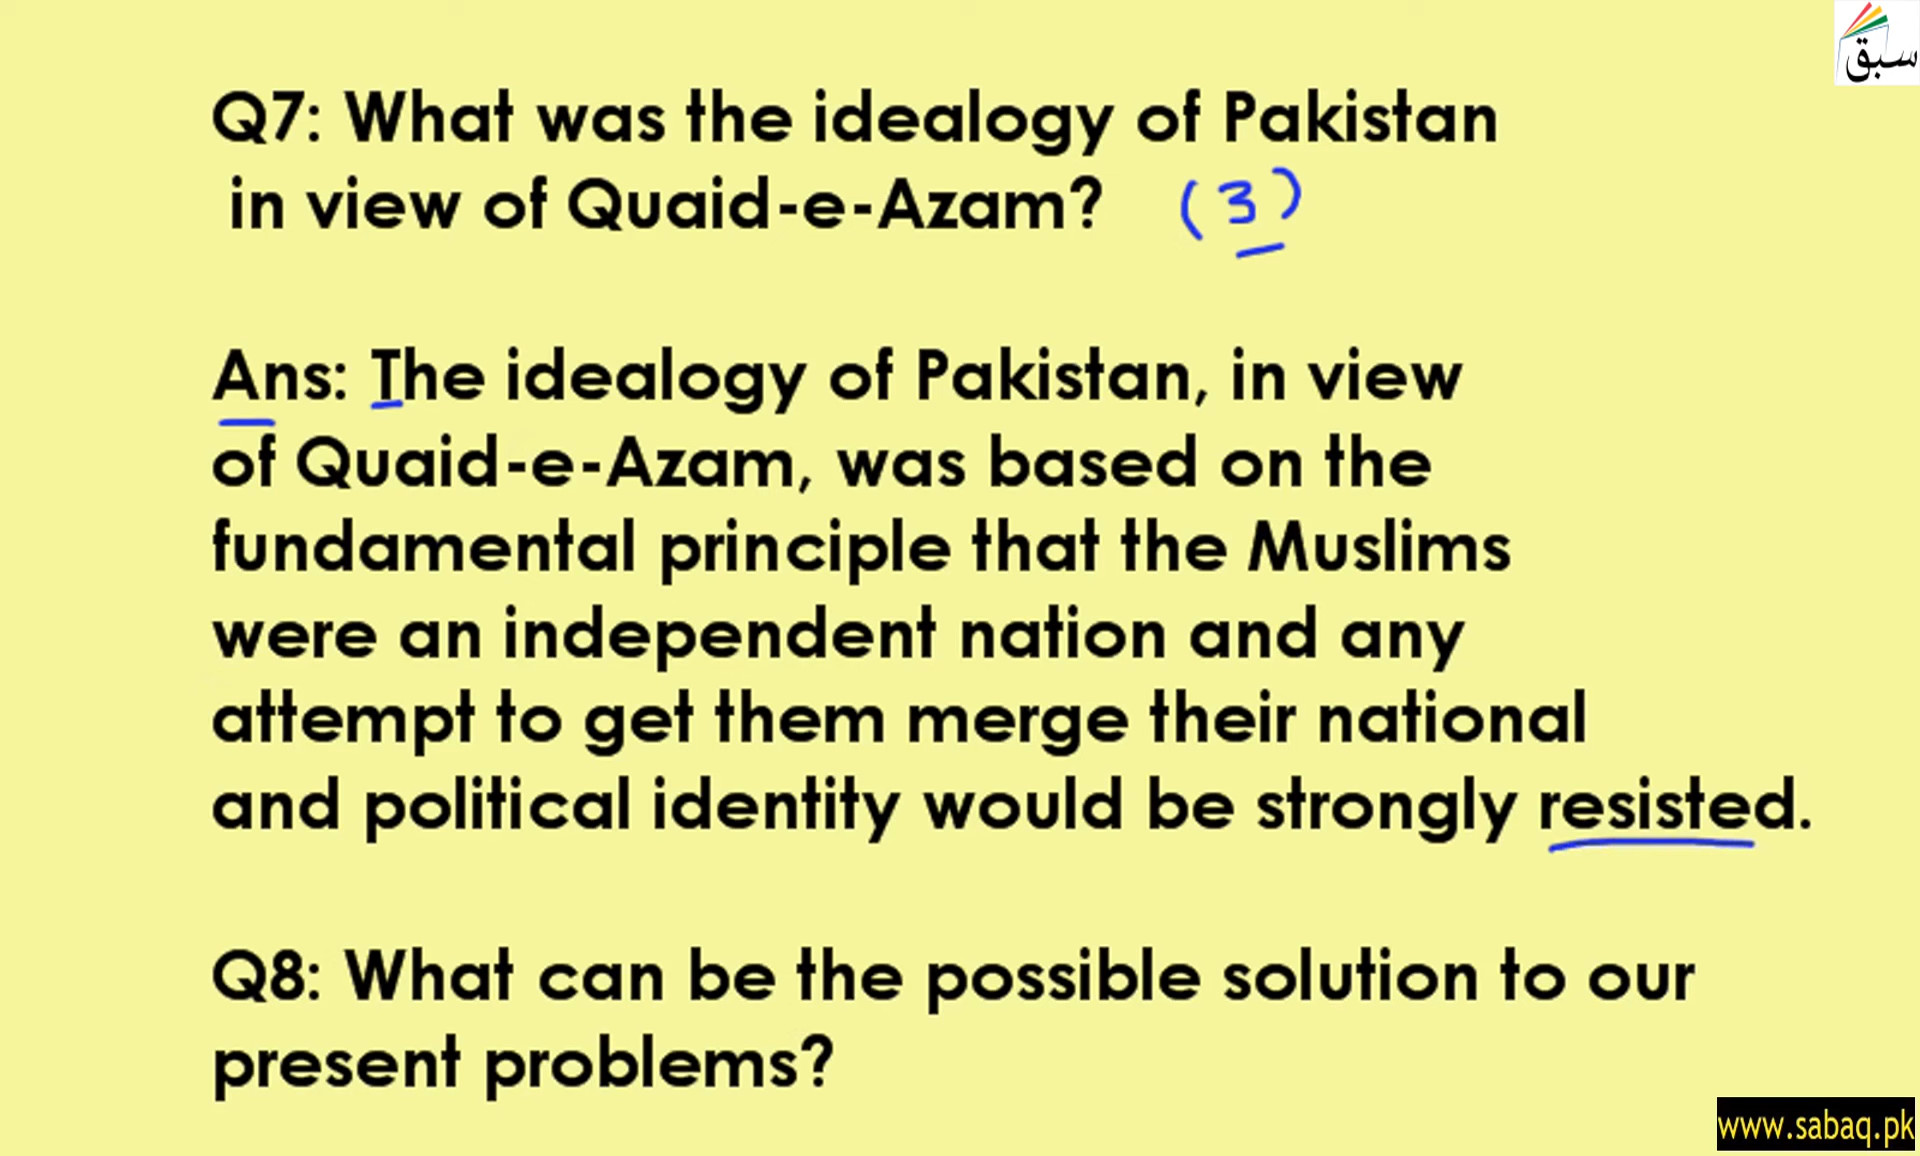 سبق
Q7: What was the idealogy of Pakistan
in view of Quaid-e-Azam? (3)
Ans: The idealogy of Pakistan, in view
of Quaid-e-Azam, was based on the
fundamental principle that the Muslims
were an independent nation and any
attempt to get them merge their national
and political identity would be strongly resisted.
Q8: What can be the possible solution to our
present problems?
www.sabaq.pk